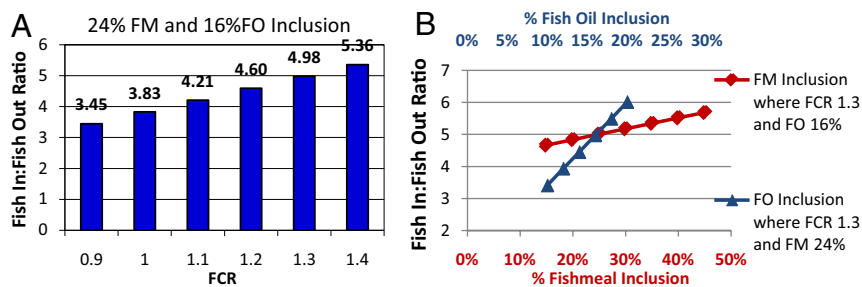 A
24% FM and 16%FO Inclusion
Fish In:Fish Out Ratio
6
5
4
3
2
1
0
3.45
3.83
4.21
4.60
4.98
5.36
0.9 1 1.1 1.2 1.3 1.4
FCR
B
% Fish Oil Inclusion
0% 5% 10% 15% 20% 25% 30%
Fish In:Fish Out Ratio
7
6
5
4
3
2
0% 10% 20% 30% 40% 50%
% Fishmeal Inclusion
FM Inclusion
where FCR 1.3
and FO 16%
FO Inclusion
where FCR 1.3
and FM 24%